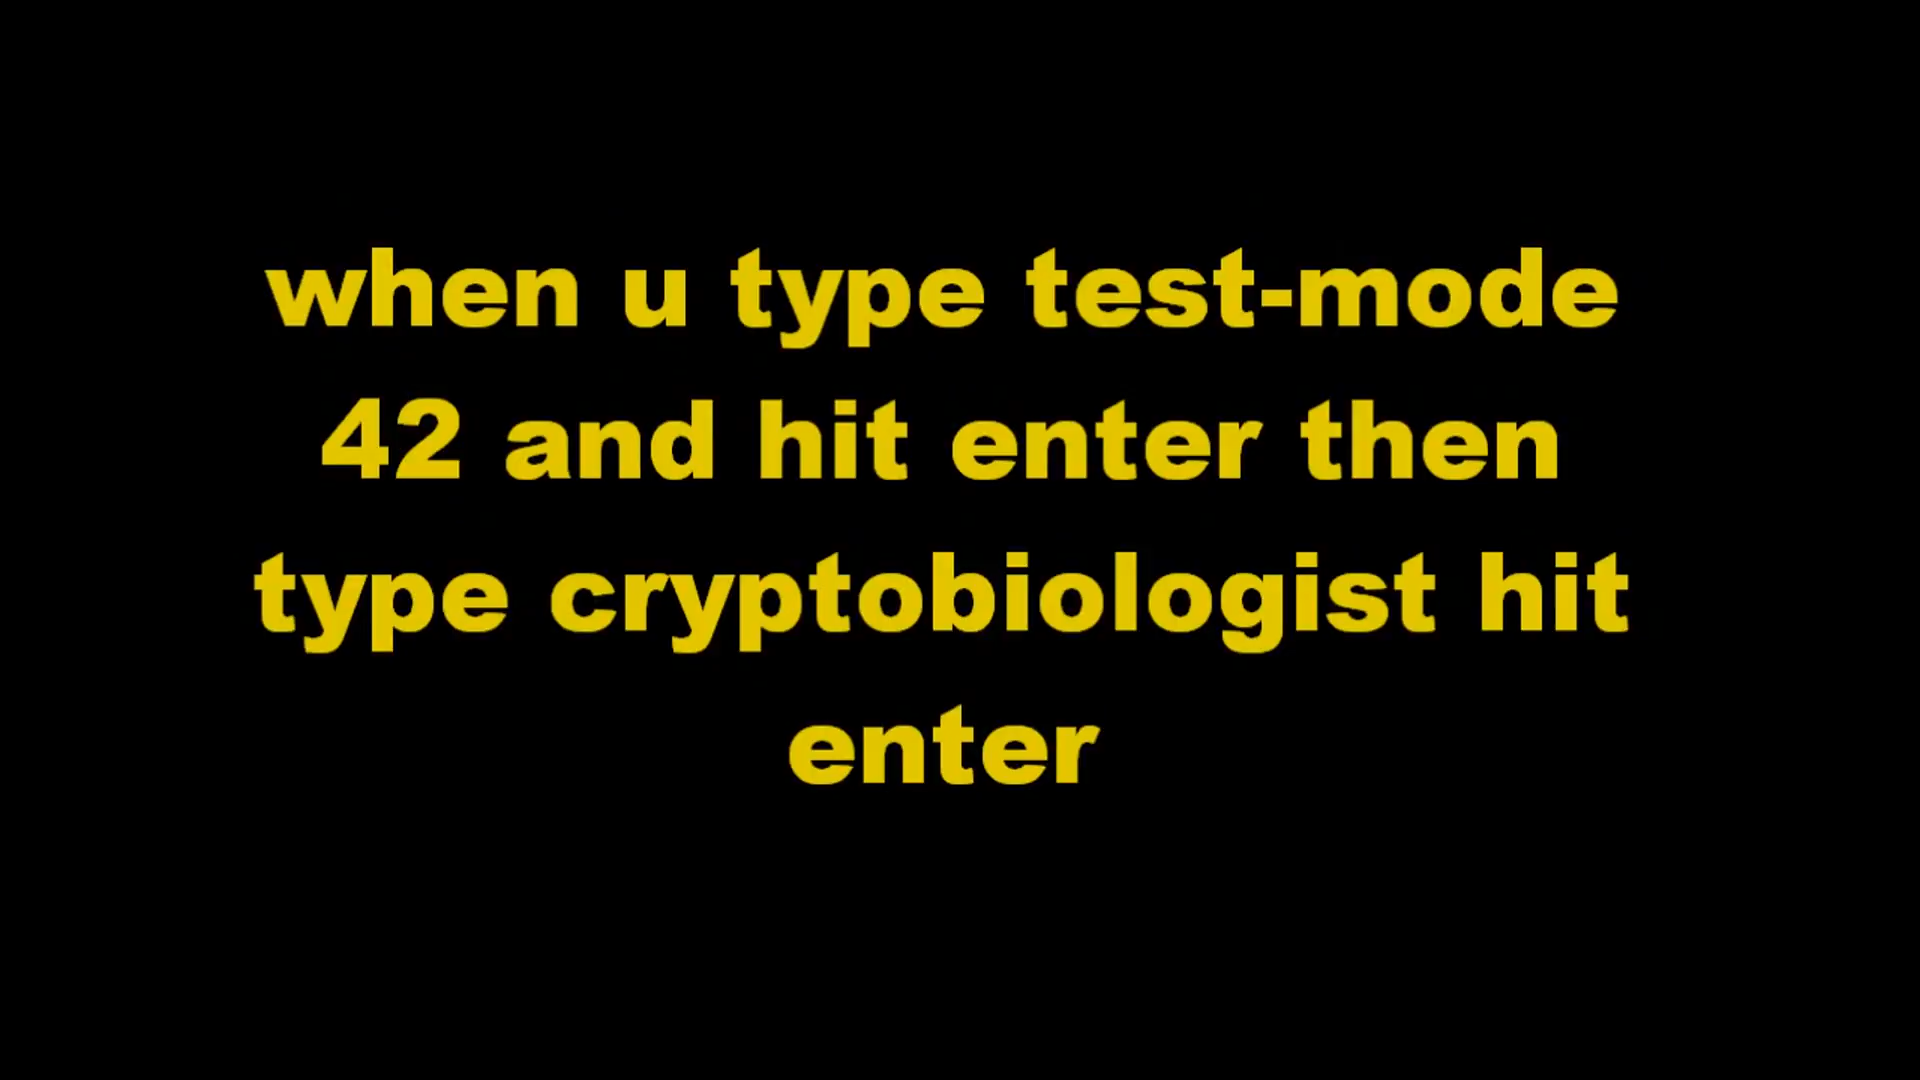 when u type test-mode
42 and hit enter then
type cryptobiologist hit
enter